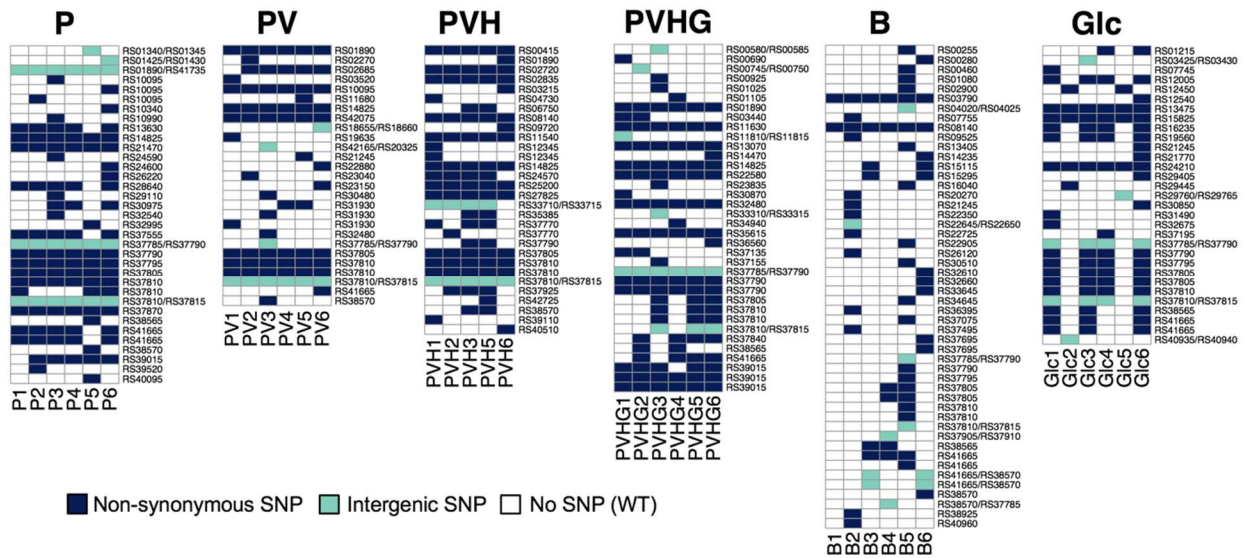 P
RS01340/RS01345
RS01425/RS01430
RS01890/RS41735
RS10095
RS10095
RS10095
RS10340
RS10990
RS13630
RS14825
RS21470
RS24590
RS24600
RS26220
RS28640
RS29110
RS30975
RS32540
RS32995
RS37555
RS37785/RS37790
RS37790
RS37795
RS37805
RS37810
RS37810
RS37810/RS37815
RS37870
RS38565
RS41665
RS41665
RS38570
RS39015
RS39520
RS40095
P1
P2
P3
P4
P5
P6
PV
RS01890
RS02270
RS02685
RS03520
RS10095
RS11680
RS14825
RS42075
RS18655/RS18660
RS19635
RS42165/RS20325
RS21245
RS22880
RS23040
RS23150
RS30480
RS31930
RS31930
RS31930
RS32480
RS37785/RS37790
RS37805
RS37810
RS37810
RS37810/RS37815
RS41665
RS38570
PV1
PV2
PV3
PV4
PV5
PV6
PVH
RS00415
RS01890
RS02720
RS02835
RS03215
RS04730
RS06750
RS08140
RS09720
RS11540
RS12345
RS12345
RS14825
RS24570
RS25200
RS27825
RS33710/RS33715
RS35385
RS37770
RS37770
RS37790
RS37805
RS37810
RS37810
RS37810/RS37815
RS37925
RS42725
RS38570
RS39110
RS40510
PVH1
PVH2
PVH3
PVH5
PVH6
PVHG
RS00580/RS00585
RS00690
RS00745/RS00750
RS00925
RS01025
RS01105
RS01890
RS03440
RS11630
RS11810/RS11815
RS13070
RS14470
RS14825
RS22580
RS23835
RS30870
RS32480
RS33310/RS33315
RS34940
RS35615
RS36560
RS37135
RS37155
RS37785/RS37790
RS37790
RS37790
RS37805
RS37810
RS37810
RS37810/RS37815
RS37840
RS38565
RS41665
RS39015
RS39015
RS39015
PVHG1
PVHG2
PVHG3
PVHG4
PVHG5
PVHG6
B
RS00255
RS00280
RS00460
RS01080
RS02900
RS03790
RS04020/RS04025
RS07755
RS08140
RS09525
RS13405
RS14235
RS15115
RS15295
RS16040
RS20270
RS21245
RS22350
RS22645/RS22650
RS22725
RS22905
RS26120
RS30510
RS32610
RS32660
RS33645
RS34645
RS36395
RS37075
RS37495
RS37695
RS37695
RS37785/RS37790
RS37790
RS37795
RS37805
RS37805
RS37810
RS37810
RS37810/RS37815
RS37905/RS37910
RS38565
RS41665
RS41665
RS41665/RS38570
RS41665/RS38570
RS38570
RS38570/RS37785
RS38925
RS40960
B1
B2
B3
B4
B5
B6
Glc
RS01215
RS03425/RS03430
RS07745
RS12005
RS12450
RS12540
RS13475
RS15825
RS16235
RS19560
RS21245
RS21770
RS24210
RS29405
RS29445
RS29760/RS29765
RS30850
RS31490
RS32675
RS37195
RS37785/RS37790
RS37790
RS37795
RS37805
RS37805
RS37810
RS37810/RS37815
RS38565
RS41665
RS41665
RS40935/RS40940
Glc1
Glc2
Glc3
Glc4
Glc5
Glc6
Non-synonymous SNP
Intergenic SNP
No SNP (WT)